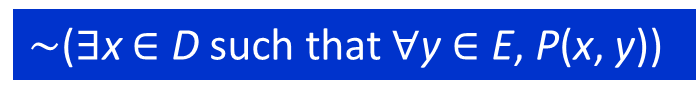 ~(∃x ∈ D such that ∀y ∈ E, P(x, y))